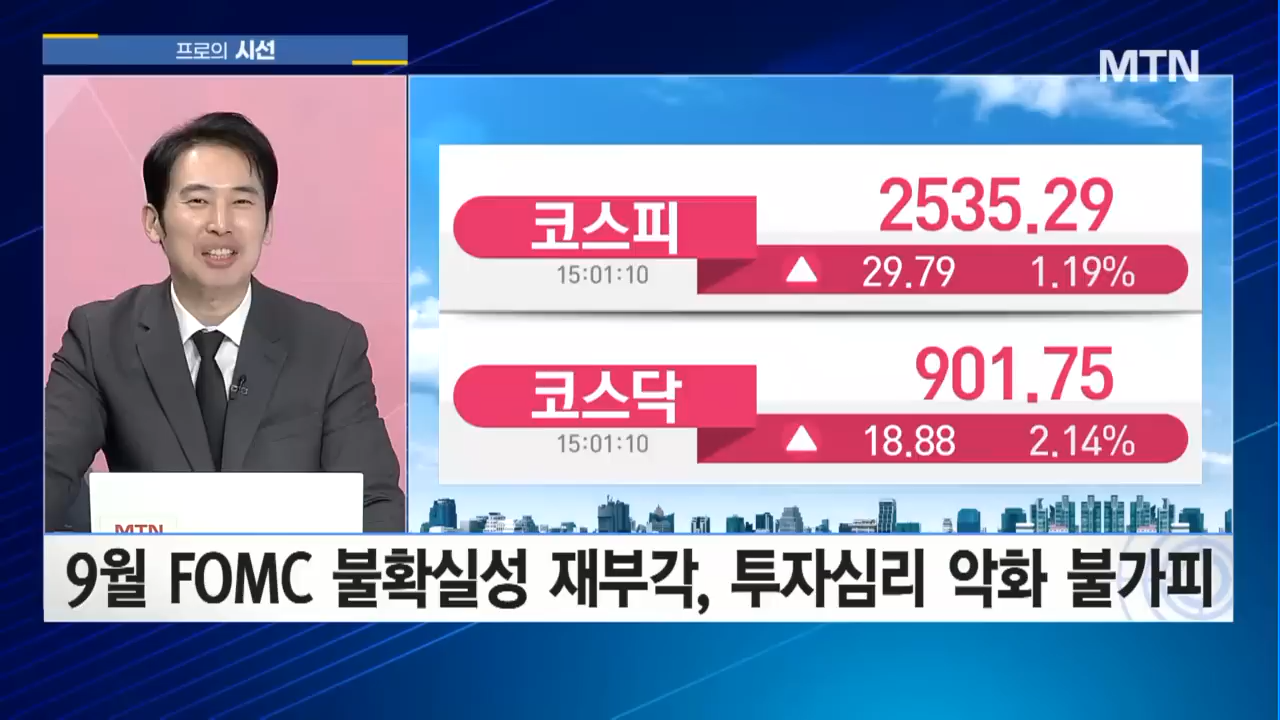 프로의 시선
MTN
코스피
2535.29
15:01:10
▲ 29.79 1.19%
코스닥
901.75
15:01:10
▲ 18.88 2.14%
MTN
9월 FOMC 불확실성 재부각, 투자심리 악화 불가피